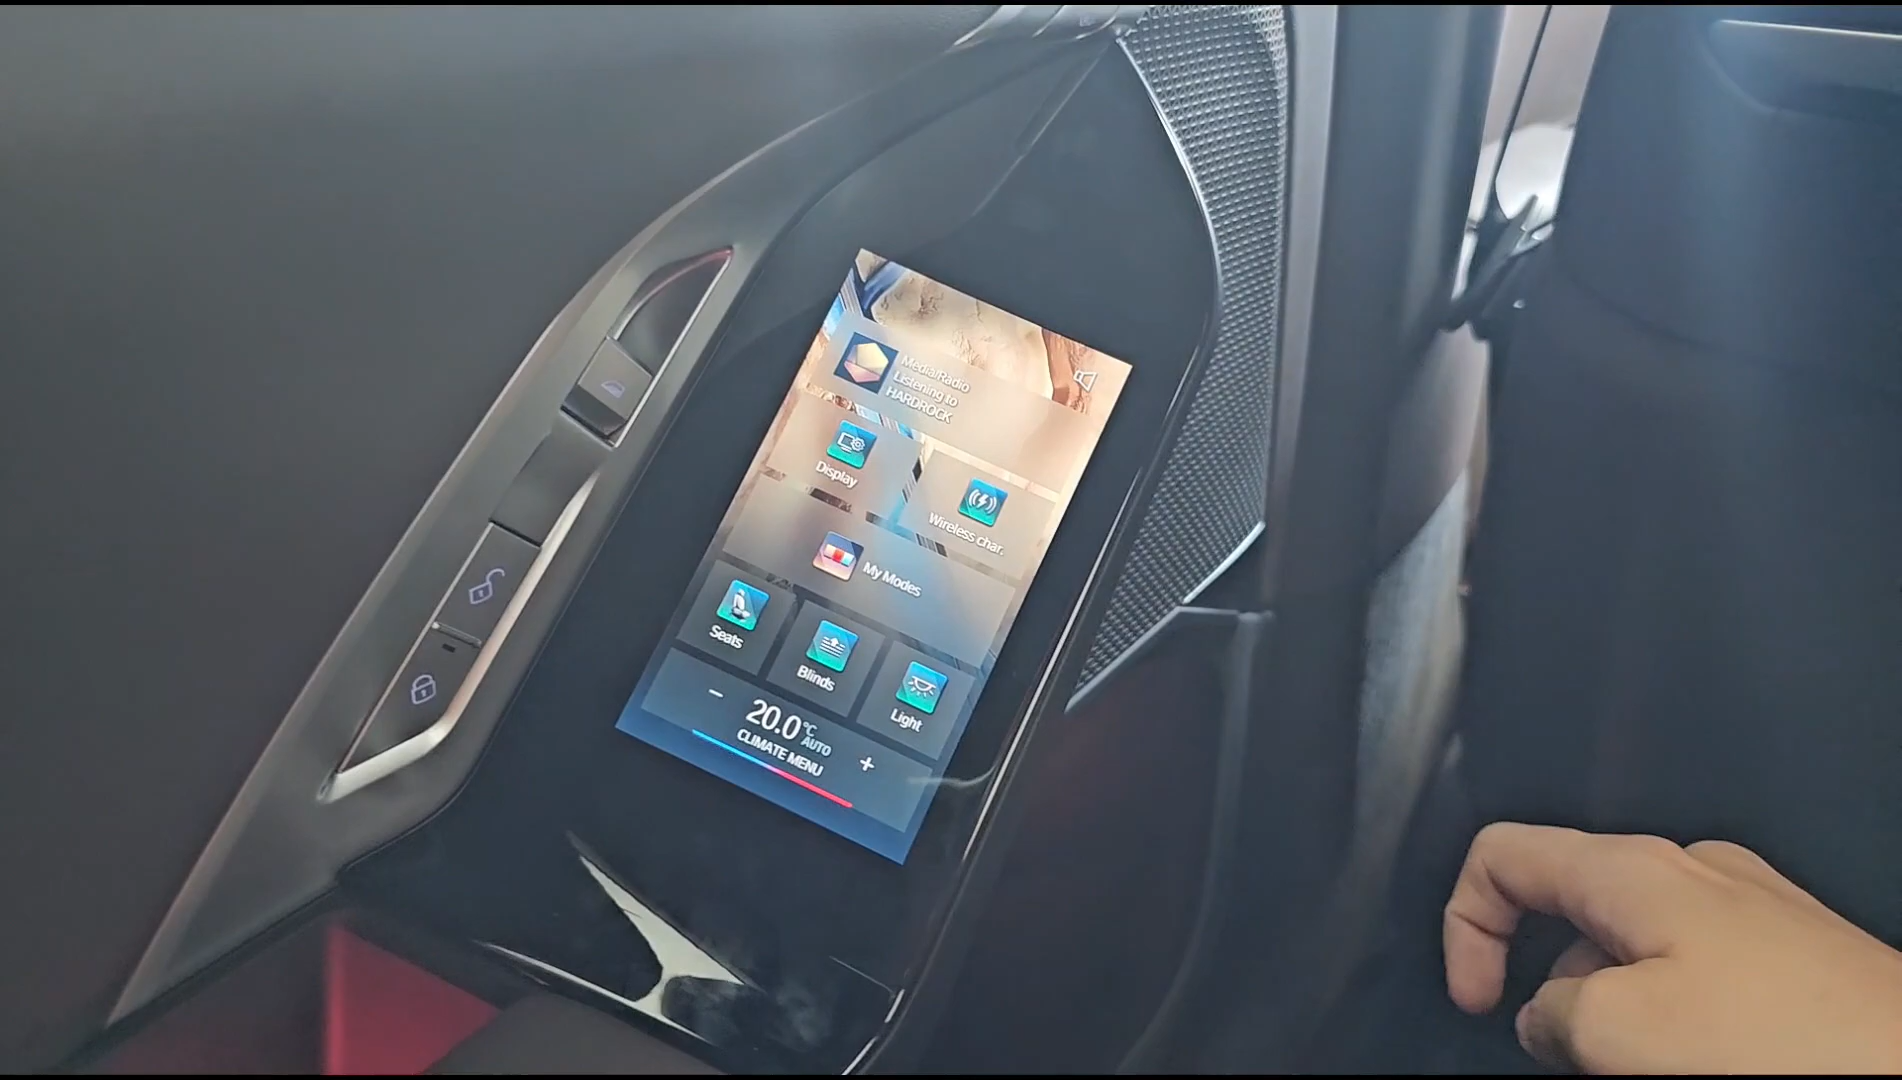 Media/Radio
Listening to
HARDROCK
Display
Wireless char.
My Modes
Seats
Blinds
Light
− 20.0°C AUTO +
CLIMATE MENU